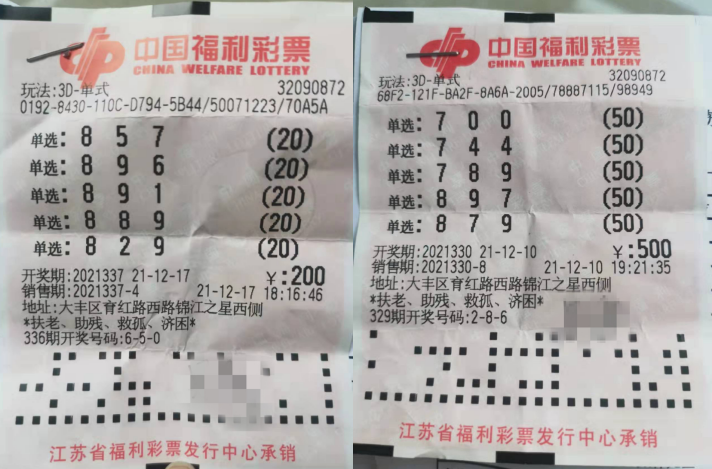 中国福利彩票
CHINA WELFARE LOTTERY
玩法:3D-单式 32090872
0192-8430-110C-D794-5B44/50071223/70A5A
单选: 8 5 7 (20)
单选: 8 9 6 (20)
单选: 8 9 1 (20)
单选: 8 8 9 (20)
单选: 8 2 9 (20)
开奖期:2021337 21-12-17 ¥:200
销售期:2021337-4 21-12-17 18:16:46
地址:大丰区育红路西路锦江之星西侧
*扶老、助残、救孤、济困*
336期开奖号码:6-5-0
江苏省福利彩票发行中心承销
中国福利彩票
CHINA WELFARE LOTTERY
玩法:3D-单式 32090872
68F2-121F-BA2F-8A6A-2005/78887115/98949
单选: 7 0 0 (50)
单选: 7 4 4 (50)
单选: 7 8 9 (50)
单选: 8 9 7 (50)
单选: 8 7 9 (50)
开奖期:2021330 21-12-10 ¥:500
销售期:2021330-8 21-12-10 19:21:35
地址:大丰区育红路西路锦江之星西侧
*扶老、助残、救孤、济困*
329期开奖号码:2-8-6
江苏省福利彩票发行中心承销